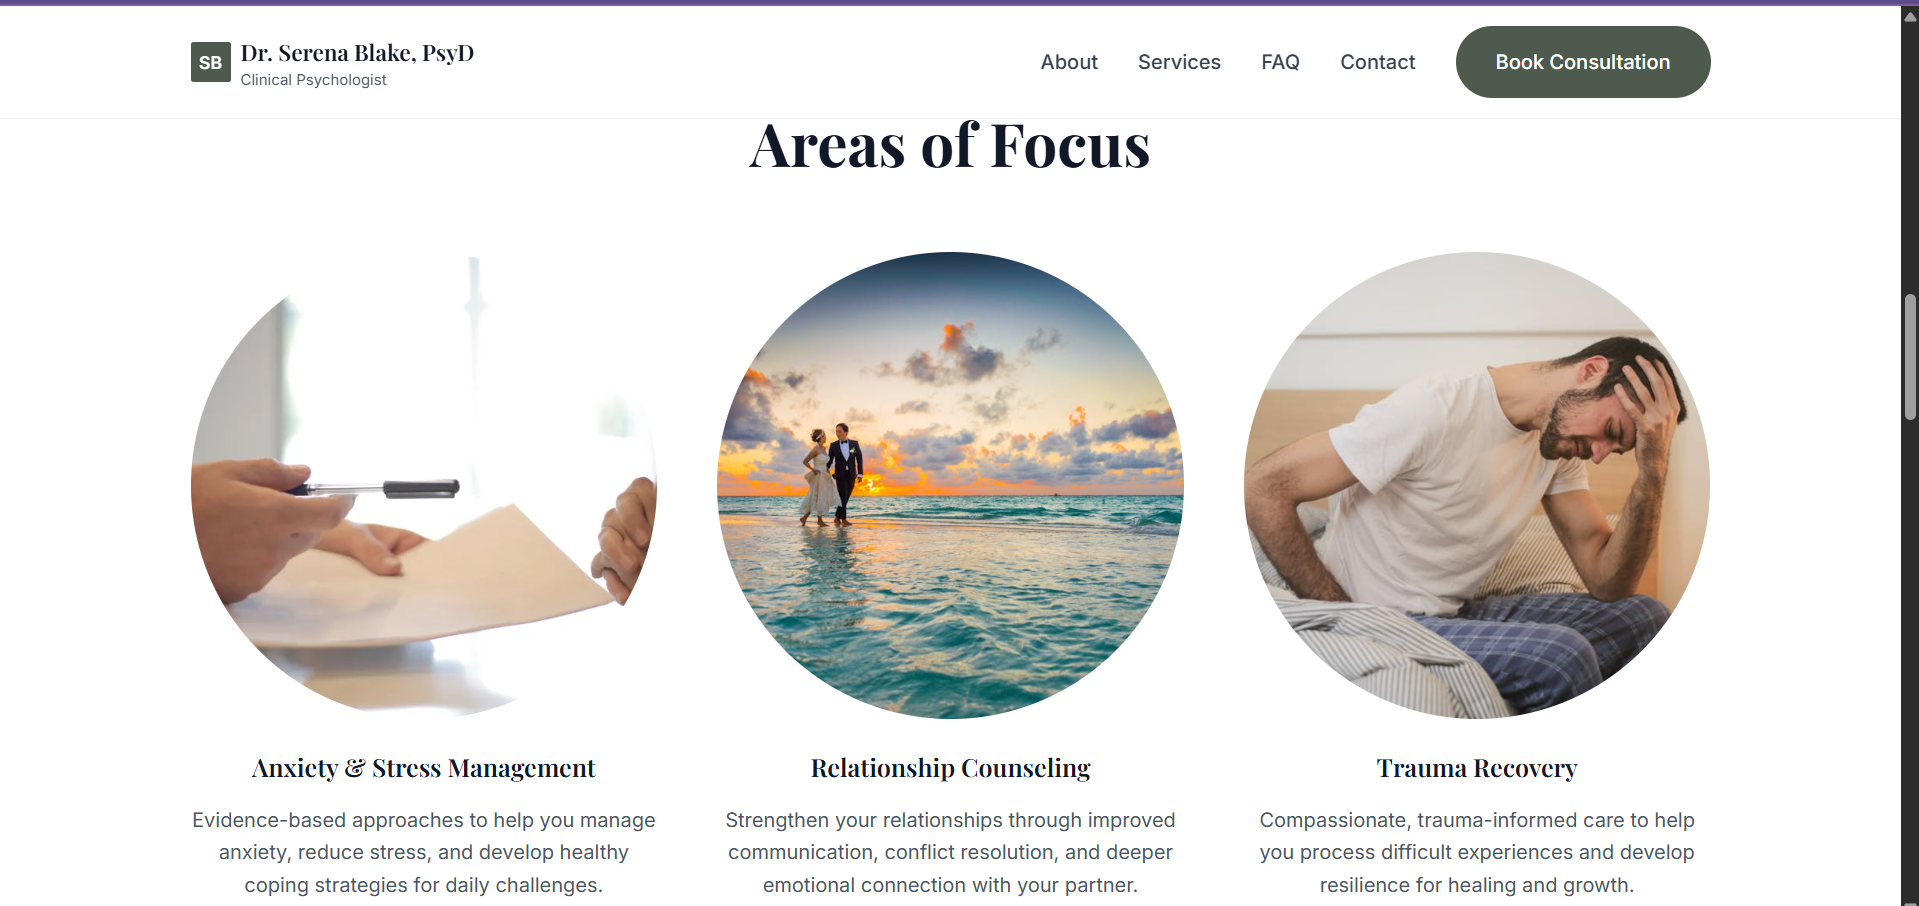 SB
Dr. Serena Blake, PsyD
Clinical Psychologist
About
Services
FAQ
Contact
Book Consultation
Areas of Focus
Anxiety & Stress Management
Evidence-based approaches to help you manage
anxiety, reduce stress, and develop healthy
coping strategies for daily challenges.
Relationship Counseling
Strengthen your relationships through improved
communication, conflict resolution, and deeper
emotional connection with your partner.
Trauma Recovery
Compassionate, trauma-informed care to help
you process difficult experiences and develop
resilience for healing and growth.